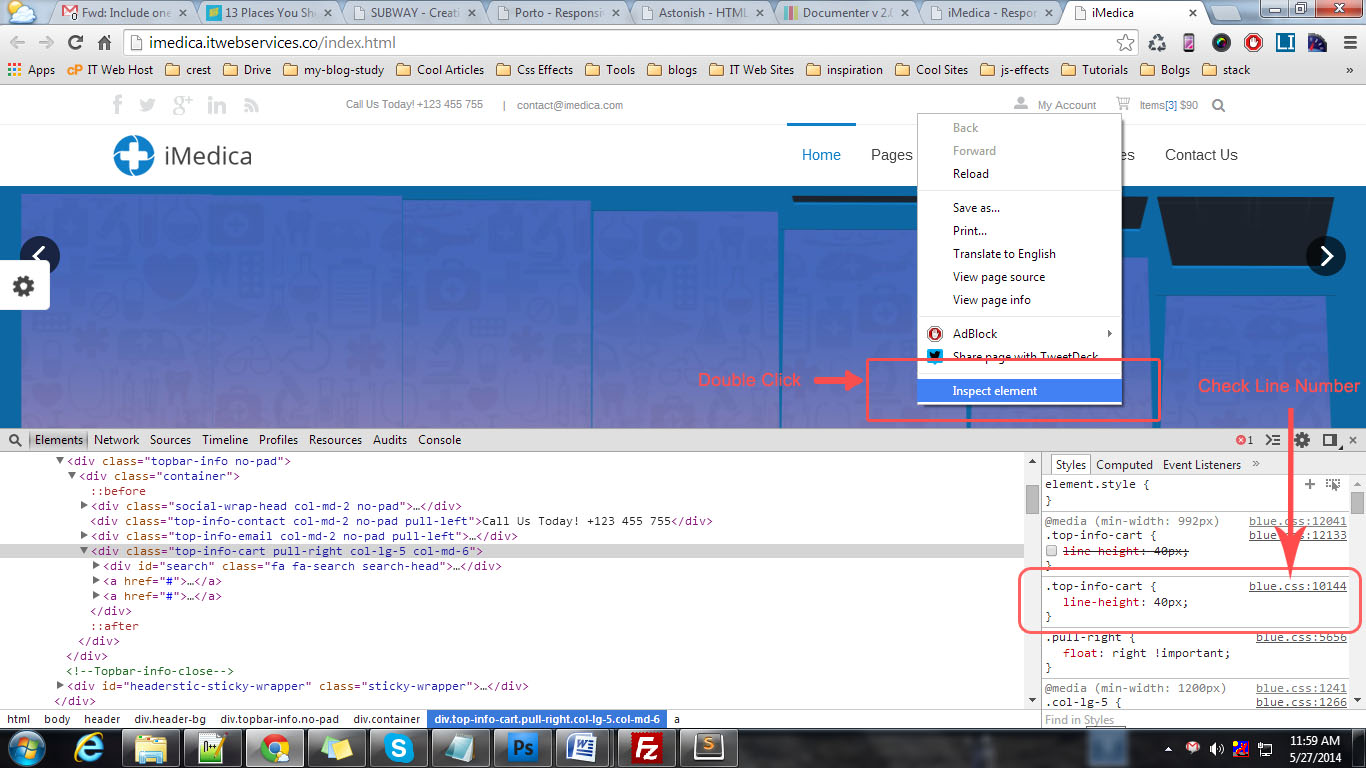 Fwd: Include one
13 Places You Sh
SUBWAY - Creati
Porto - Responsi
Astonish - HTML
Documenter v 2.0
iMedica - Respon
iMedica
imedica.itwebservices.co/index.html
Apps
cP IT Web Host
crest
Drive
my-blog-study
Cool Articles
Css Effects
Tools
blogs
IT Web Sites
inspiration
Cool Sites
js-effects
Tutorials
Bolgs
stack
»
Call Us Today! +123 455 755 | contact@imedica.com
My Account
Items[3] $90
iMedica
Home
Pages
es
Contact Us
Back
Forward
Reload
Save as...
Print...
Translate to English
View page source
View page info
AdBlock
Share page with TweetDeck
Inspect element
Double Click
Check Line Number
Elements Network Sources Timeline Profiles Resources Audits Console
1
<div class="topbar-info no-pad">
<div class="container">
::before
<div class="social-wrap-head col-md-2 no-pad">…</div>
<div class="top-info-contact col-md-2 no-pad pull-left">Call Us Today! +123 455 755</div>
<div class="top-info-email col-md-2 no-pad pull-left">…</div>
<div class="top-info-cart pull-right col-lg-5 col-md-6">
<div id="search" class="fa fa-search search-head">…</div>
<a href="#">…</a>
<a href="#">…</a>
</div>
::after
</div>
</div>
<!--Topbar-info-close-->
<div id="headerstic-sticky-wrapper" class="sticky-wrapper">…</div>
</div>
Styles Computed Event Listeners »
element.style {
}
@media (min-width: 992px) blue.css:12041
.top-info-cart { blue.css:12133
line-height: 40px;
}
.top-info-cart { blue.css:10144
line-height: 40px;
}
.pull-right { blue.css:5656
float: right !important;
}
@media (min-width: 1200px) blue.css:1241
.col-lg-5 { blue.css:1266
Find in Styles
html body header div.header-bg div.topbar-info.no-pad div.container div.top-info-cart.pull-right.col-lg-5.col-md-6 a
11:59 AM
5/27/2014